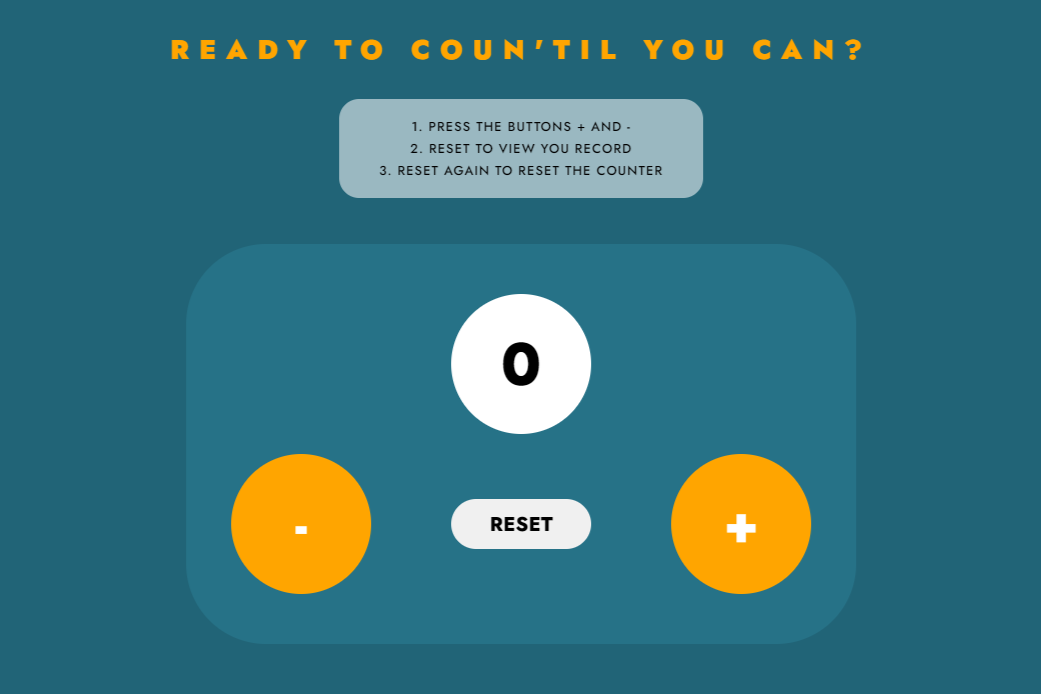 READY TO COUN'TIL YOU CAN?
1. PRESS THE BUTTONS + AND -
2. RESET TO VIEW YOU RECORD
3. RESET AGAIN TO RESET THE COUNTER
0
- RESET +